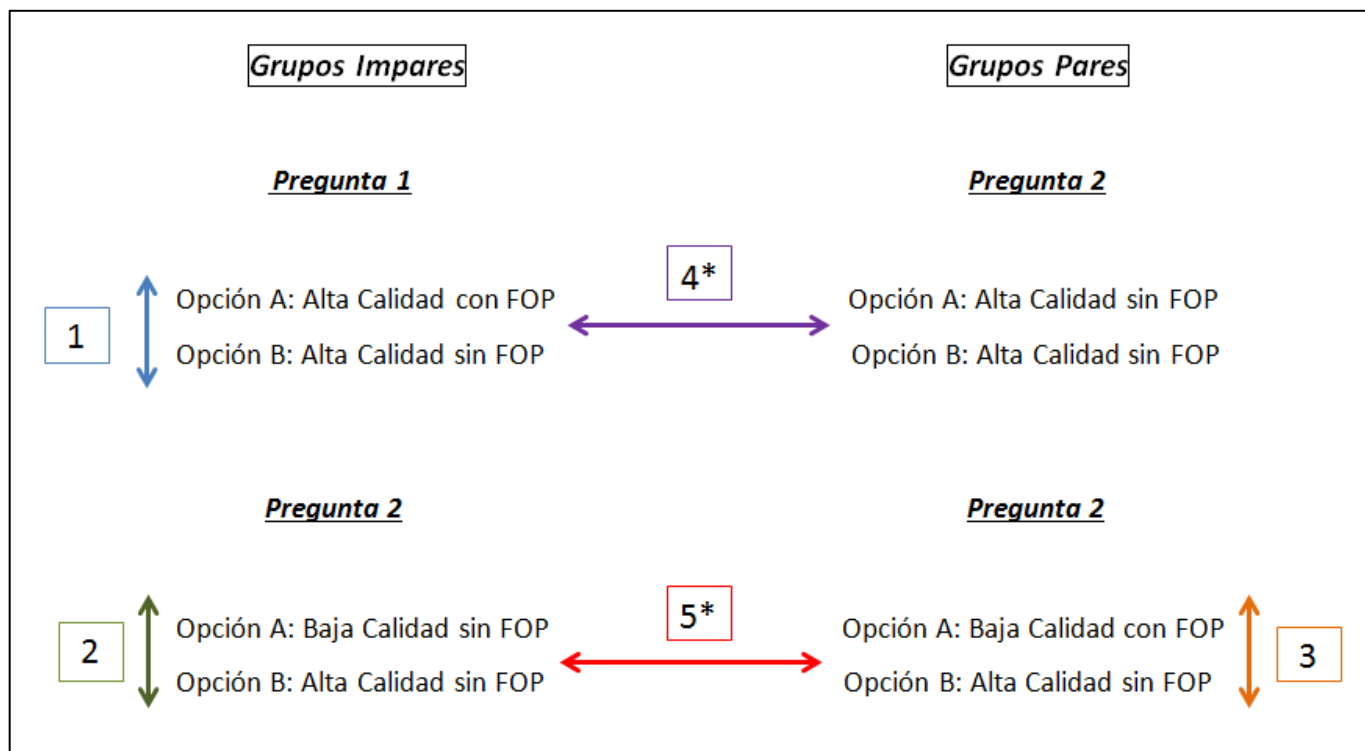 Grupos Impares
Grupos Pares
Pregunta 1
Pregunta 2
4*
1
Opción A: Alta Calidad con FOP
Opción B: Alta Calidad sin FOP
Opción A: Alta Calidad sin FOP
Opción B: Alta Calidad sin FOP
Pregunta 2
Pregunta 2
5*
2
Opción A: Baja Calidad sin FOP
Opción B: Alta Calidad sin FOP
Opción A: Baja Calidad con FOP
Opción B: Alta Calidad sin FOP
3